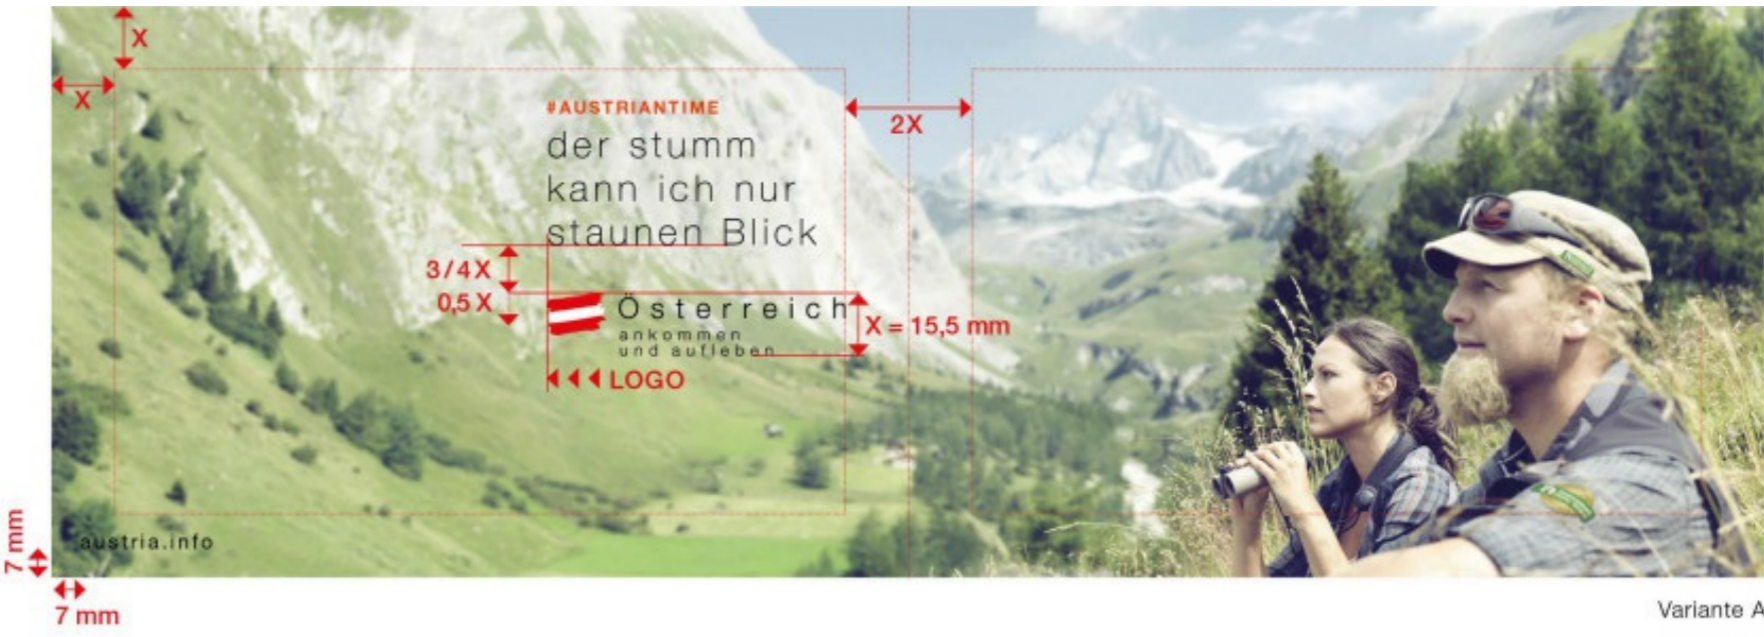 X
X
#AUSTRIANTIME
der stumm
kann ich nur
staunen Blick
2X
3/4X
0,5 X
Österreich
ankommen
und aufleben
X = 15,5 mm
LOGO
austria.info
7 mm
7 mm
Variante A